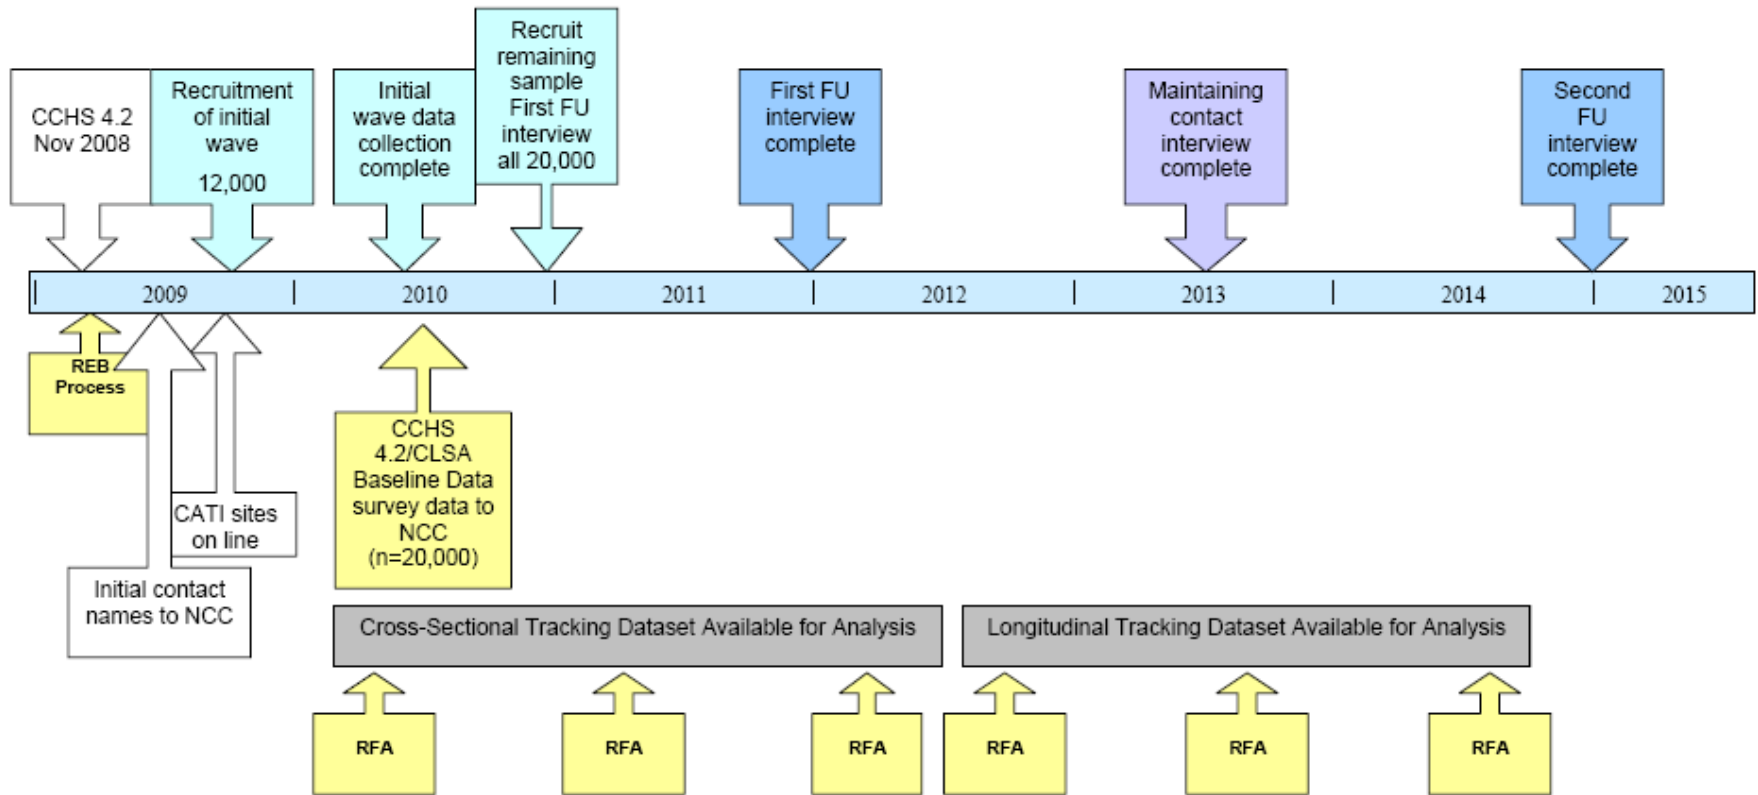 CCHS 4.2
Nov 2008
Recruitment
of initial
wave
12,000
Initial
wave data
collection
complete
Recruit
remaining
sample
First FU
interview
all 20,000
First FU
interview
complete
Maintaining
contact
interview
complete
Second
FU
interview
complete
2009
2010
2011
2012
2013
2014
2015
REB
Process
CATI sites
on line
Initial contact
names to NCC
CCHS
4.2/CLSA
Baseline Data
survey data to
NCC
(n=20,000)
Cross-Sectional Tracking Dataset Available for Analysis
Longitudinal Tracking Dataset Available for Analysis
RFA
RFA
RFA
RFA
RFA
RFA